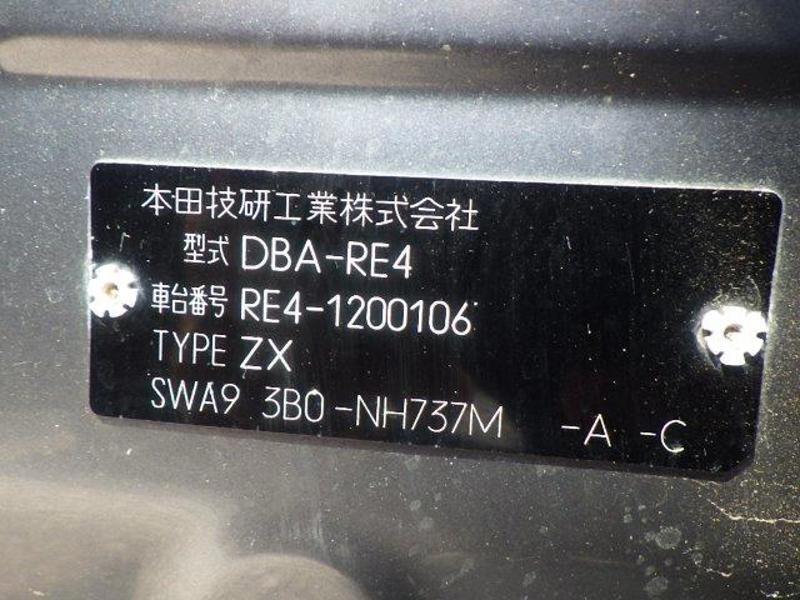 本田技研工業株式会社
型式 DBA-RE4
車台番号 RE4-1200106
TYPE ZX
SWA9 3B0-NH737M -A -C